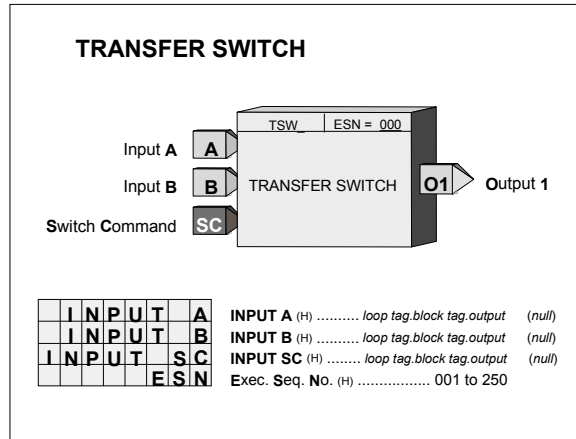 TRANSFER SWITCH
TSW_ ESN = 000
Input A A
Input B B TRANSFER SWITCH O1 Output 1
Switch Command SC
INPUT A INPUT A (H) .......... loop tag.block tag.output (null)
INPUT B INPUT B (H) .......... loop tag.block tag.output (null)
INPUT SC INPUT SC (H) ........ loop tag.block tag.output (null)
ESN Exec. Seq. No. (H) ................. 001 to 250